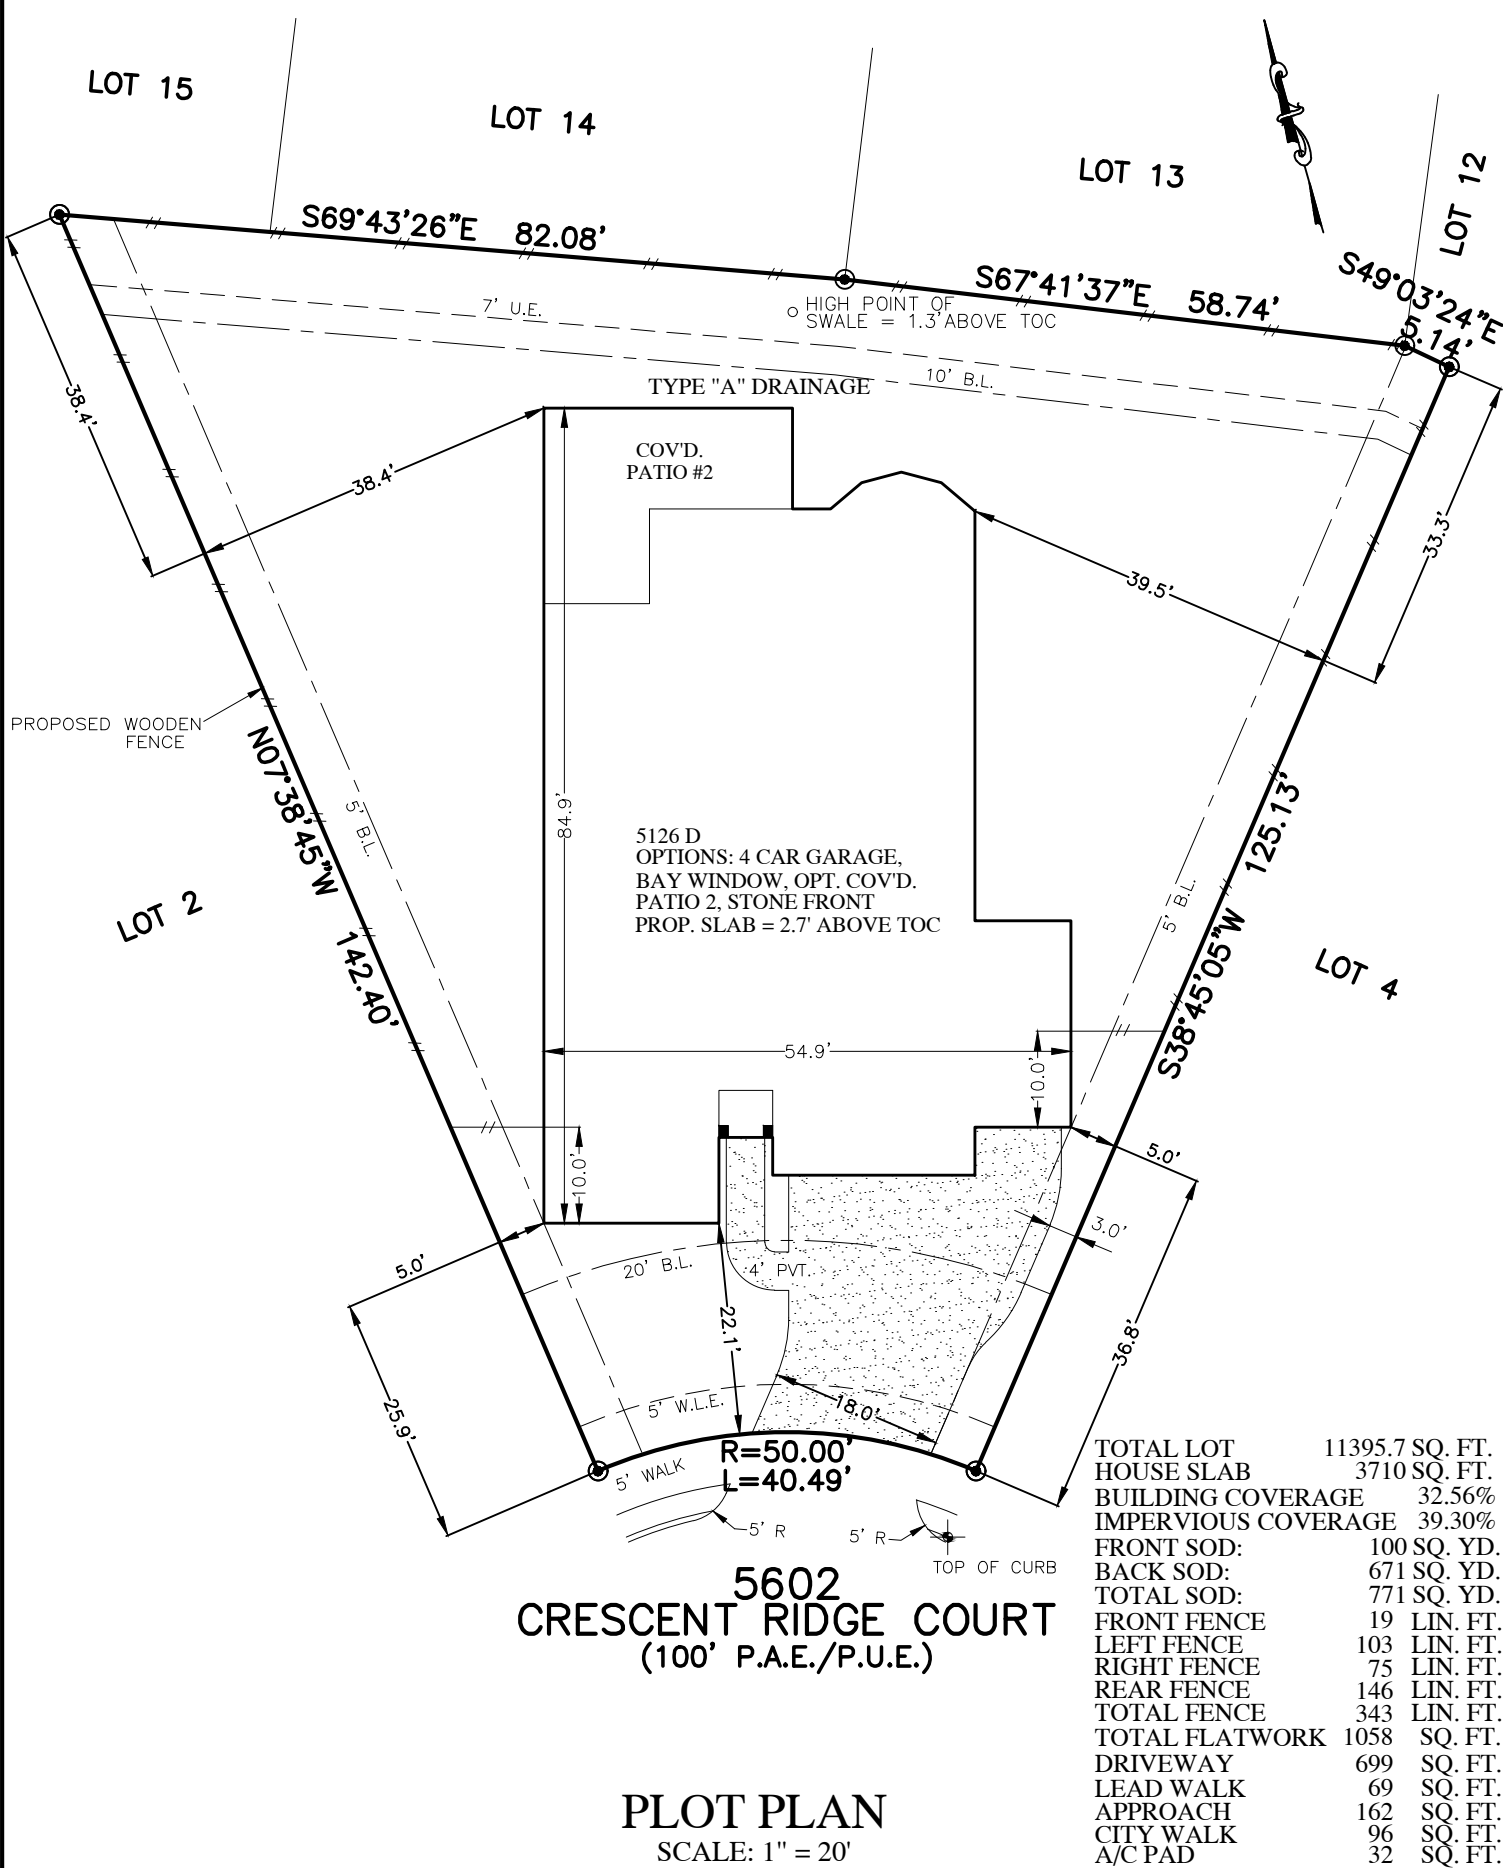 LOT 15
LOT 14
LOT 13
LOT 12
S69°43'26"E 82.08'
S67°41'37"E 58.74'
S49°03'24"E
5.14'
7' U.E.
HIGH POINT OF
SWALE = 1.3'ABOVE TOC
10' B.L.
TYPE "A" DRAINAGE
38.4'
38.4'
COV'D.
PATIO #2
39.5'
33.3'
PROPOSED WOODEN
FENCE
N07°38'45"W 142.40'
5' B.L.
84.9'
5126 D
OPTIONS: 4 CAR GARAGE,
BAY WINDOW, OPT. COV'D.
PATIO 2, STONE FRONT
PROP. SLAB = 2.7' ABOVE TOC
S38°45'05"W 125.13'
5' B.L.
LOT 2
LOT 4
54.9'
10.0'
10.0'
5.0'
5.0'
3.0'
20' B.L.
4' PVT.
22.1'
36.8'
25.9'
5' W.L.E.
18.0'
R=50.00'
L=40.49'
5' WALK
5' R
5' R
TOP OF CURB
5602
CRESCENT RIDGE COURT
(100' P.A.E./P.U.E.)
TOTAL LOT 11395.7 SQ. FT.
HOUSE SLAB 3710 SQ. FT.
BUILDING COVERAGE 32.56%
IMPERVIOUS COVERAGE 39.30%
FRONT SOD: 100 SQ. YD.
BACK SOD: 671 SQ. YD.
TOTAL SOD: 771 SQ. YD.
FRONT FENCE 19 LIN. FT.
LEFT FENCE 103 LIN. FT.
RIGHT FENCE 75 LIN. FT.
REAR FENCE 146 LIN. FT.
TOTAL FENCE 343 LIN. FT.
TOTAL FLATWORK 1058 SQ. FT.
DRIVEWAY 699 SQ. FT.
LEAD WALK 69 SQ. FT.
APPROACH 162 SQ. FT.
CITY WALK 96 SQ. FT.
A/C PAD 32 SQ. FT.
PLOT PLAN
SCALE: 1" = 20'